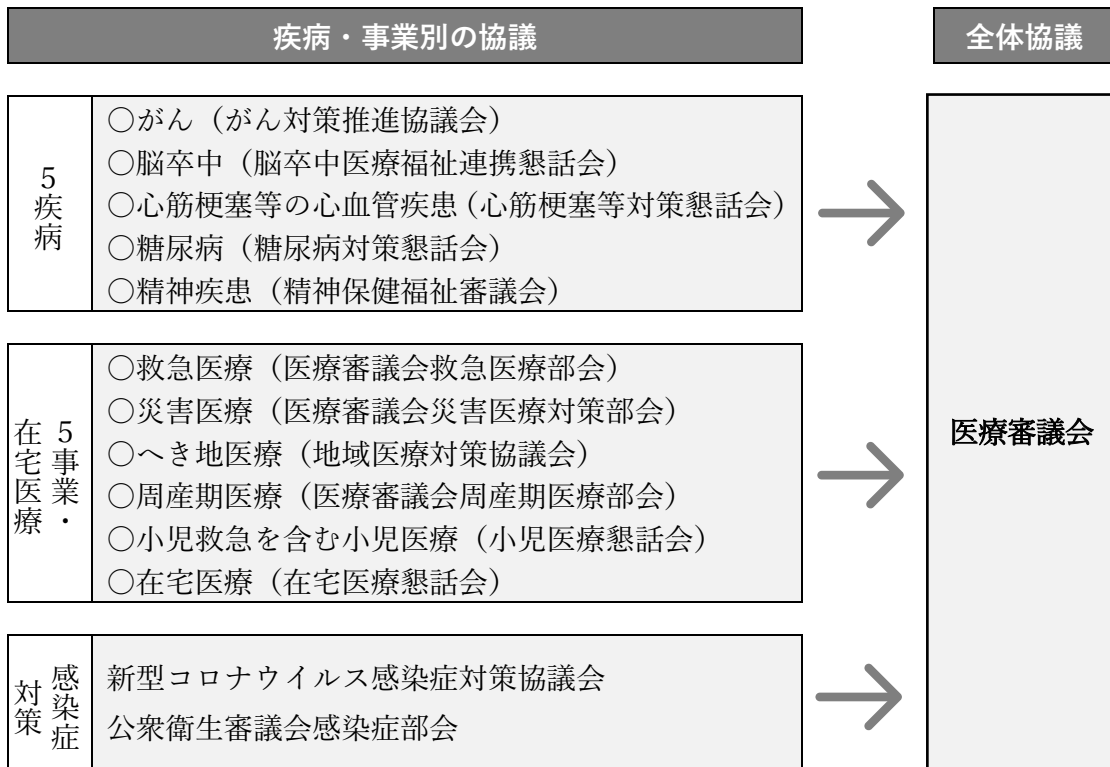 疾病・事業別の協議
全体協議
5疾病
○がん（がん対策推進協議会）
○脳卒中（脳卒中医療福祉連携懇話会）
○心筋梗塞等の心血管疾患（心筋梗塞等対策懇話会）
○糖尿病（糖尿病対策懇話会）
○精神疾患（精神保健福祉審議会）
5事業・
在宅医療
○救急医療（医療審議会救急医療部会）
○災害医療（医療審議会災害医療対策部会）
○へき地医療（地域医療対策協議会）
○周産期医療（医療審議会周産期医療部会）
○小児救急を含む小児医療（小児医療懇話会）
○在宅医療（在宅医療懇話会）
感染症
対策
新型コロナウイルス感染症対策協議会
公衆衛生審議会感染症部会
医療審議会